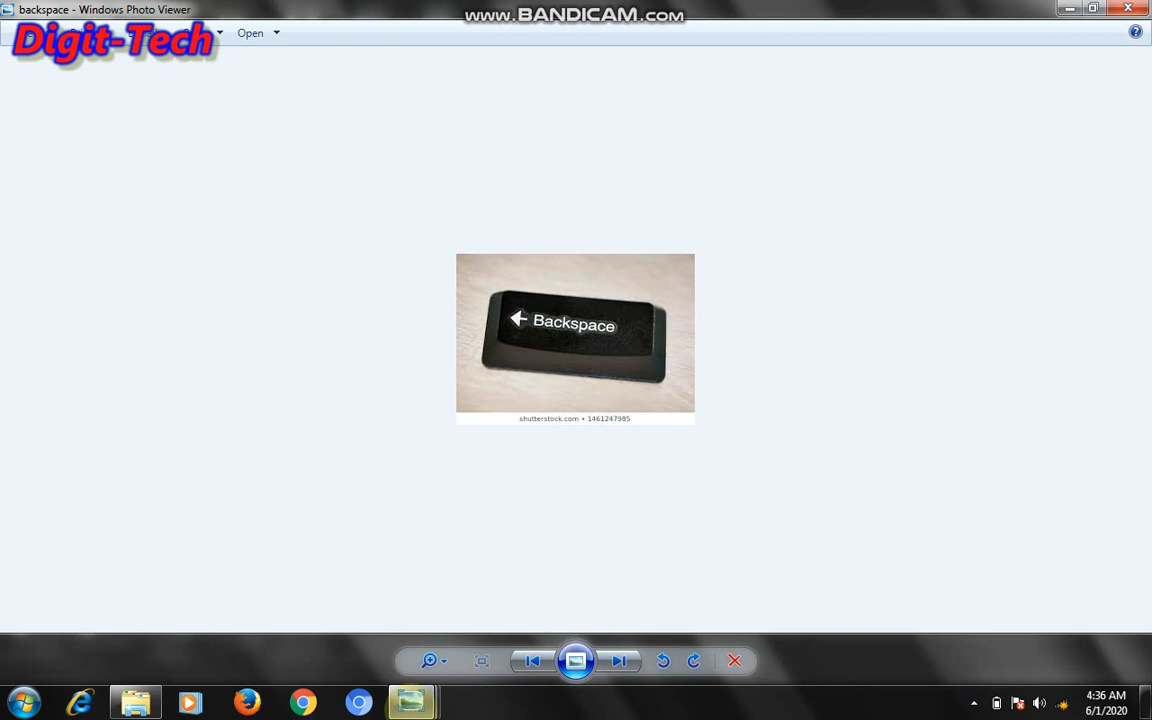 backspace - Windows Photo Viewer
www.BANDICAM.com
Digit-Tech
Open
Backspace
shutterstock.com • 1461247985
4:36 AM
6/1/2020